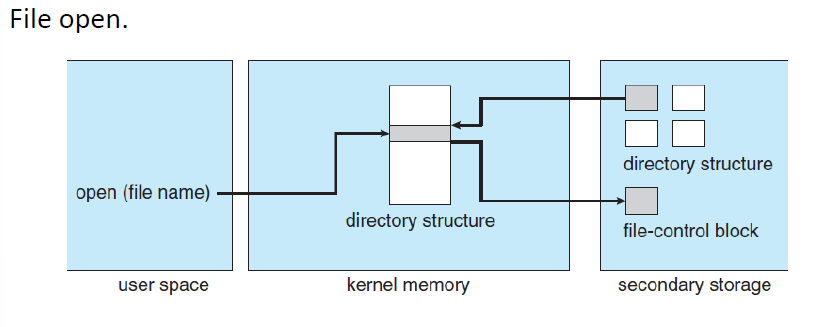 File open.
open (file name)
directory structure
directory structure
file-control block
user space
kernel memory
secondary storage